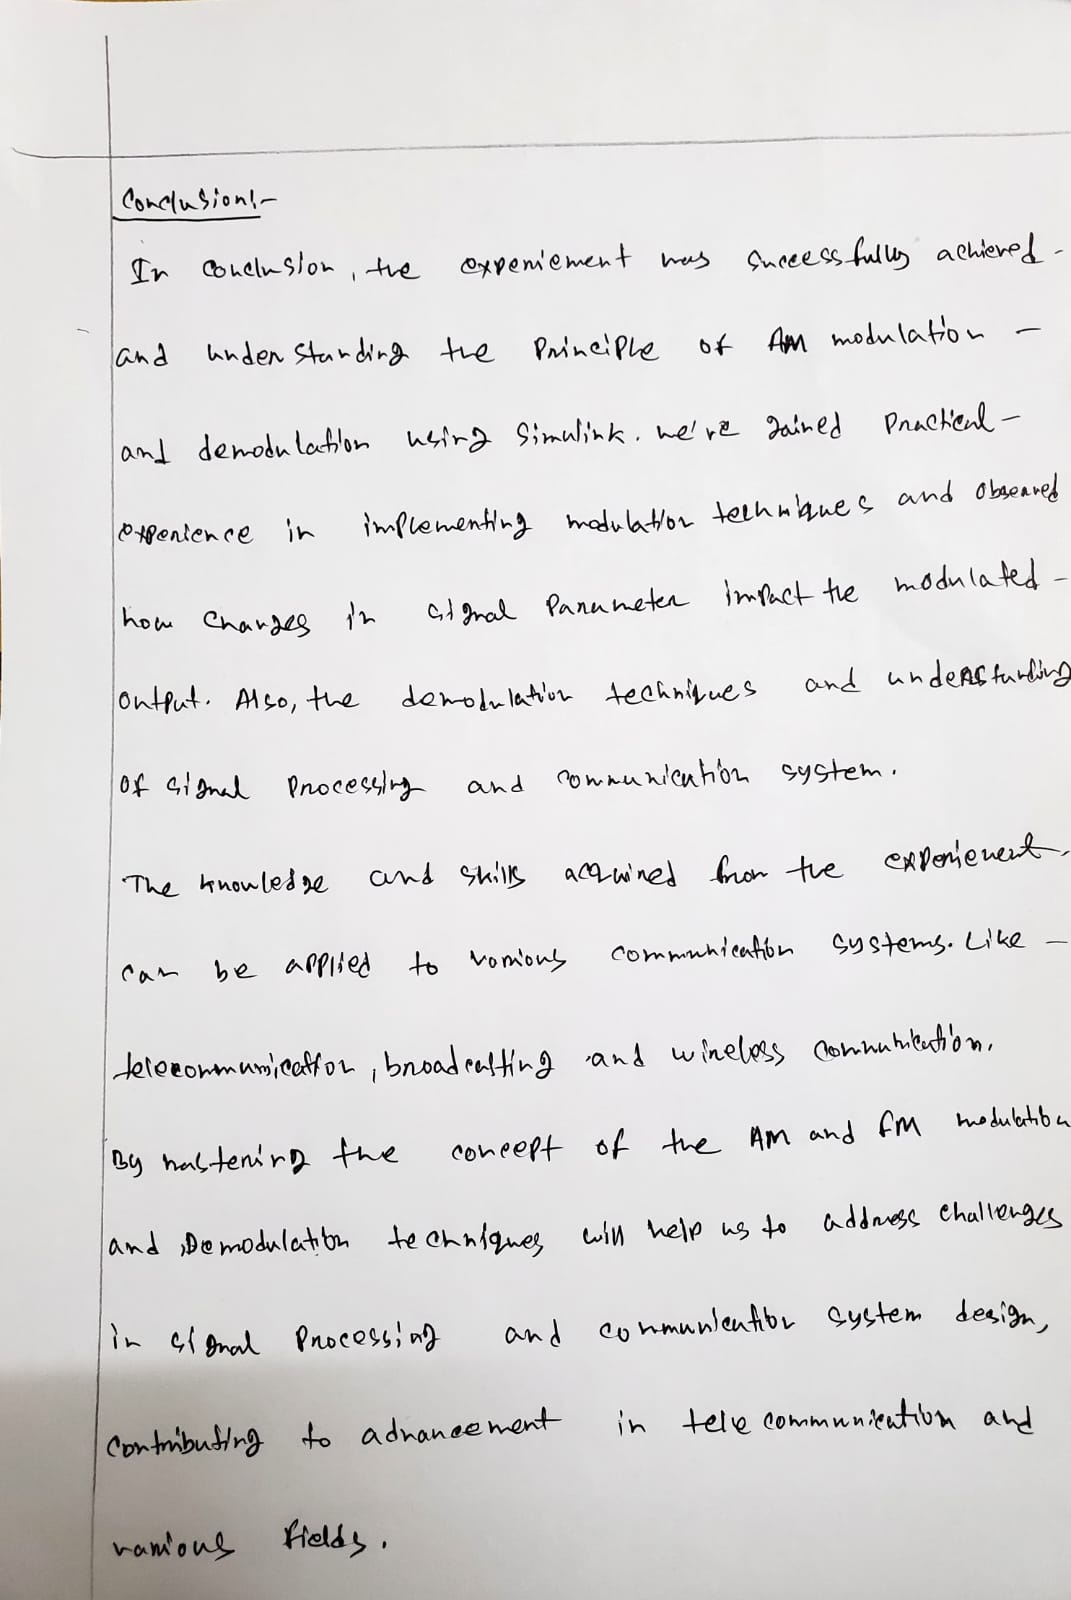 Conclusion:-
In conclusion, the experiement was successfully achieved -
and understanding the principle of AM modulation -
and demodulation using Simulink. we've gained practical -
experience in implementing modulation techniques and observed
how changes in signal parameter impact the modulated -
output. Also, the demodulation techniques and understanding
of signal processing and communication system.
The knowledge and skills acquired from the experiement
can be applied to various communication systems. Like -
telecommunication, broadcasting and wireless communication.
By mastering the concept of the AM and FM modulation
and Demodulation techniques will help us to address challenges
in signal processing and communication system design,
contributing to advancement in tele communication and
various fields.